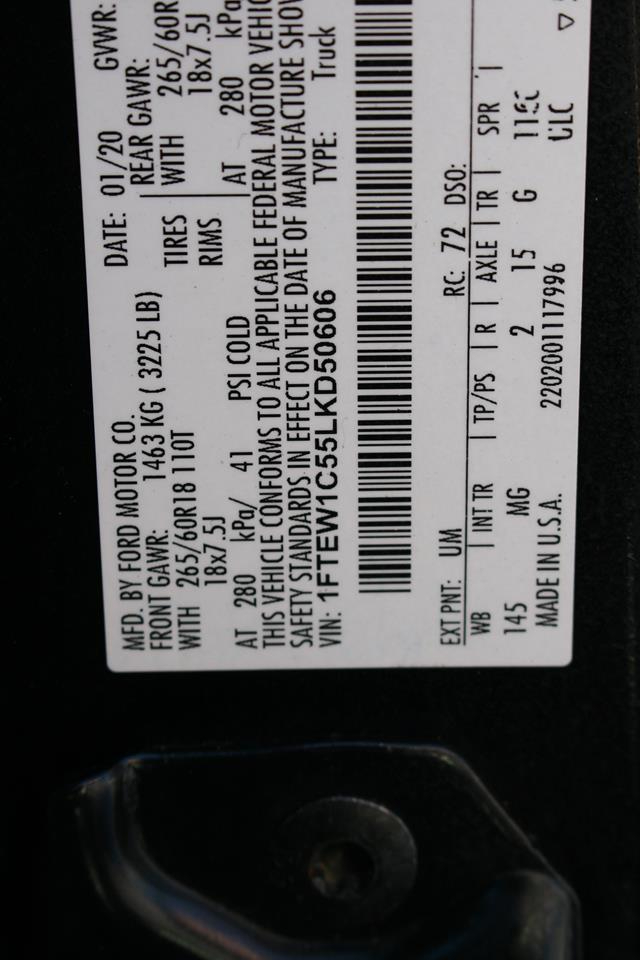 MFD. BY FORD MOTOR CO.
DATE: 01/20 GVWR:
FRONT GAWR: 1463 KG ( 3225 LB)
REAR GAWR:
WITH 265/60R18 110T TIRES WITH 265/60R
18x7.5J RIMS 18x7.5J
AT 280 kPa/ 41 PSI COLD AT 280 kPa
THIS VEHICLE CONFORMS TO ALL APPLICABLE FEDERAL MOTOR VEHIC
SAFETY STANDARDS IN EFFECT ON THE DATE OF MANUFACTURE SHOW
VIN: 1FTEW1C55LKD50606 TYPE: Truck
EXT PNT: UM RC: 72 DSO:
WB INT TR TP/PS R AXLE TR SPR
145 MG 2 15 G
MADE IN U.S.A. 2202001117996 ULC